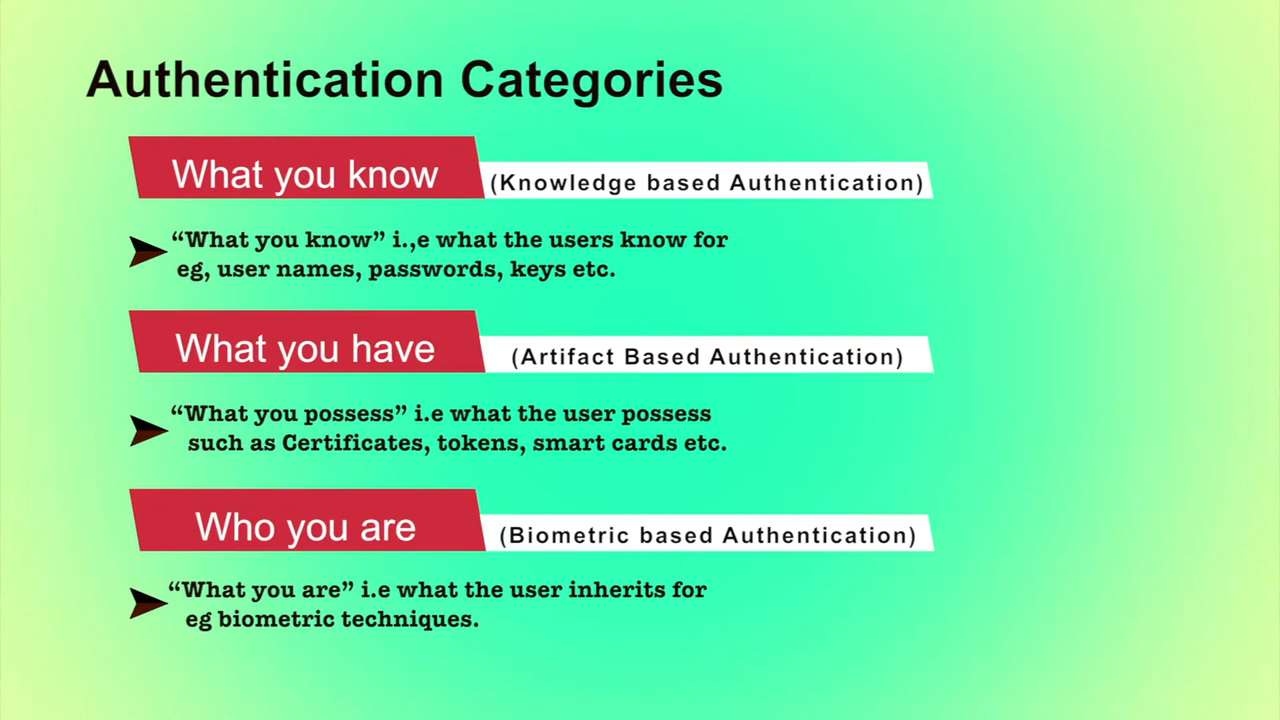 Authentication Categories
What you know
(Knowledge based Authentication)
“What you know” i.,e what the users know for
eg, user names, passwords, keys etc.
What you have
(Artifact Based Authentication)
“What you possess” i.e what the user possess
such as Certificates, tokens, smart cards etc.
Who you are
(Biometric based Authentication)
“What you are” i.e what the user inherits for
eg biometric techniques.